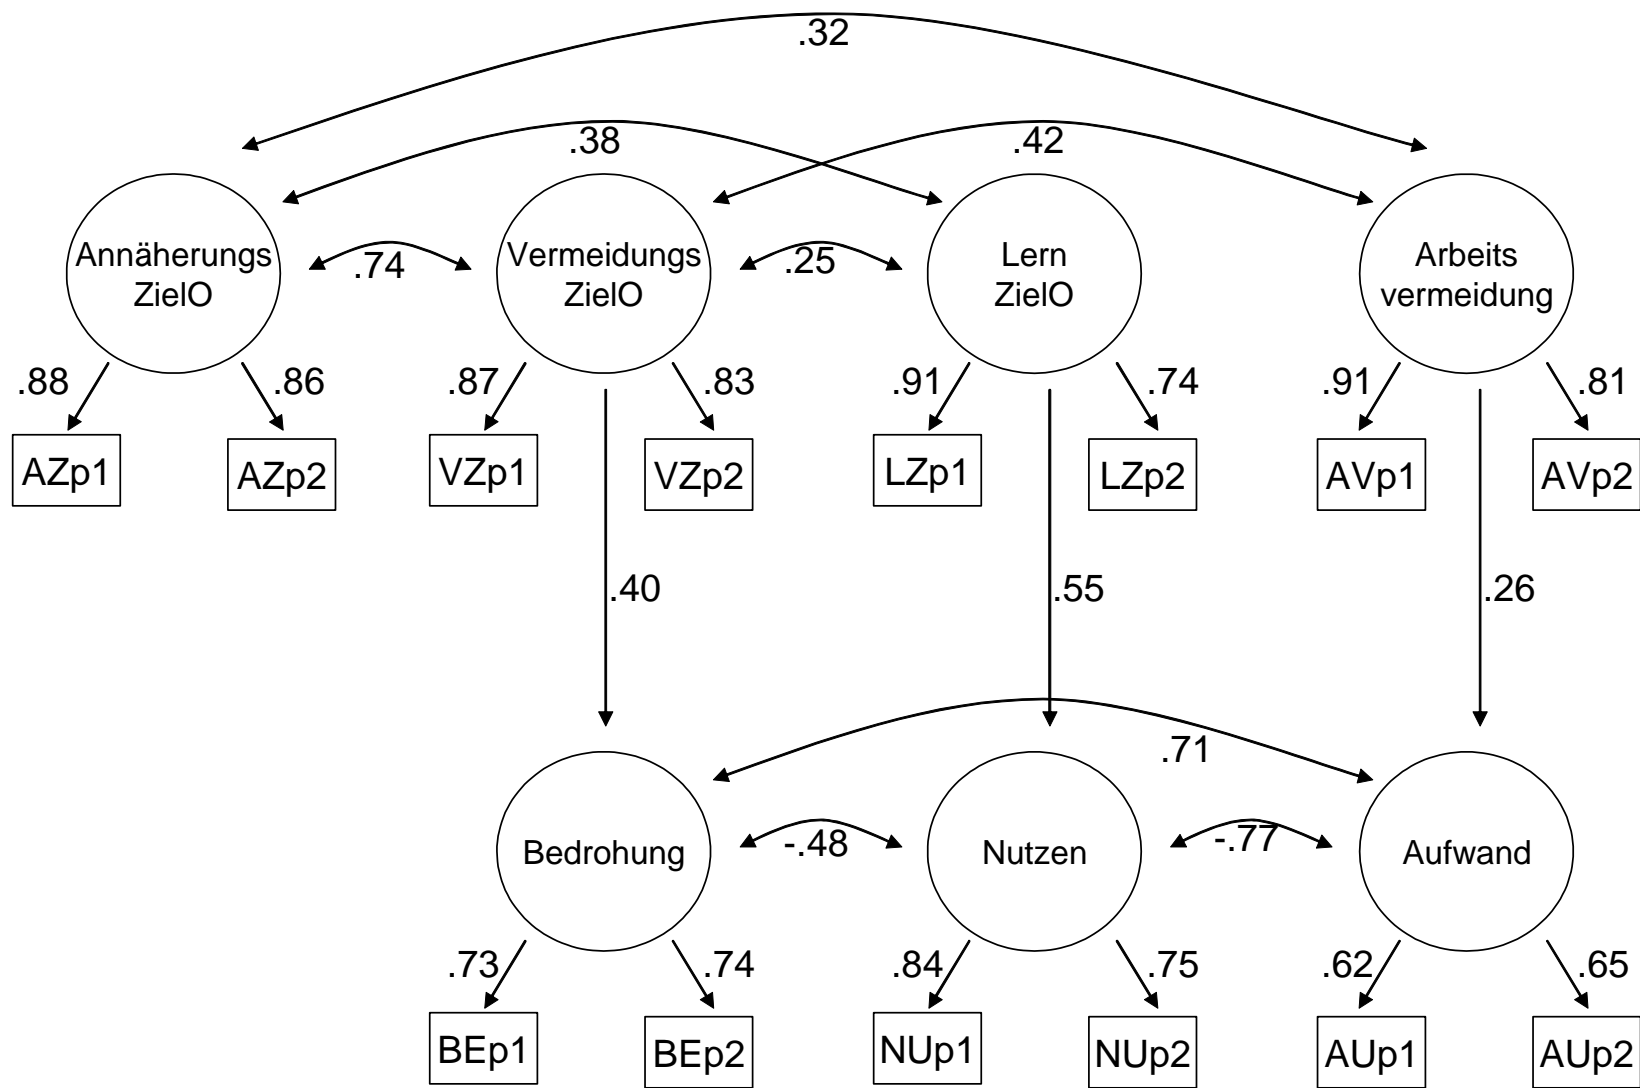 .32
.38
.42
Annäherungs
ZielO
.74
Vermeidungs
ZielO
.25
Lern
ZielO
Arbeits
vermeidung
.88
.86
.87
.83
.91
.74
.91
.81
AZp1
AZp2
VZp1
VZp2
LZp1
LZp2
AVp1
AVp2
.40
.55
.26
.71
Bedrohung
-.48
Nutzen
-.77
Aufwand
.73
.74
.84
.75
.62
.65
BEp1
BEp2
NUp1
NUp2
AUp1
AUp2